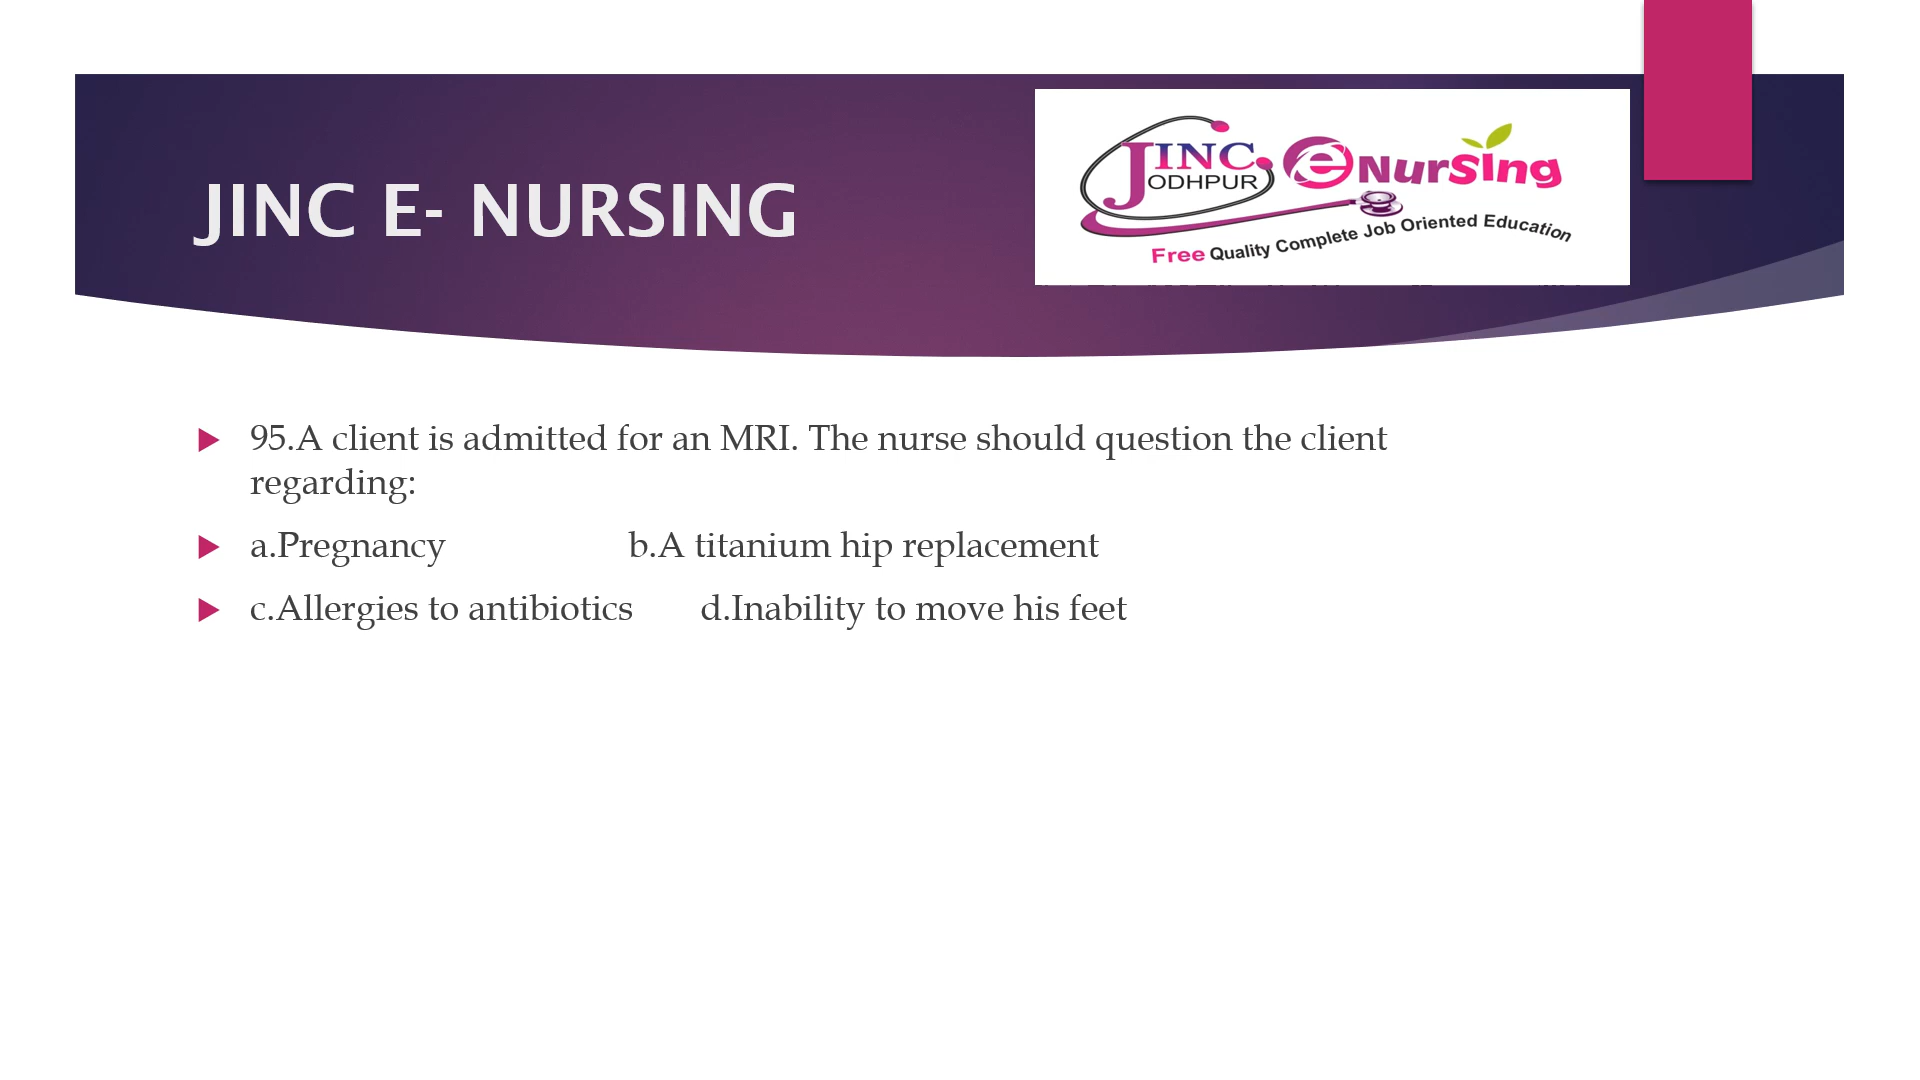 JINC E- NURSING
JINC JODHPUR eNursing
Free Quality Complete Job Oriented Education
95.A client is admitted for an MRI. The nurse should question the client
regarding:
a.Pregnancy b.A titanium hip replacement
c.Allergies to antibiotics d.Inability to move his feet